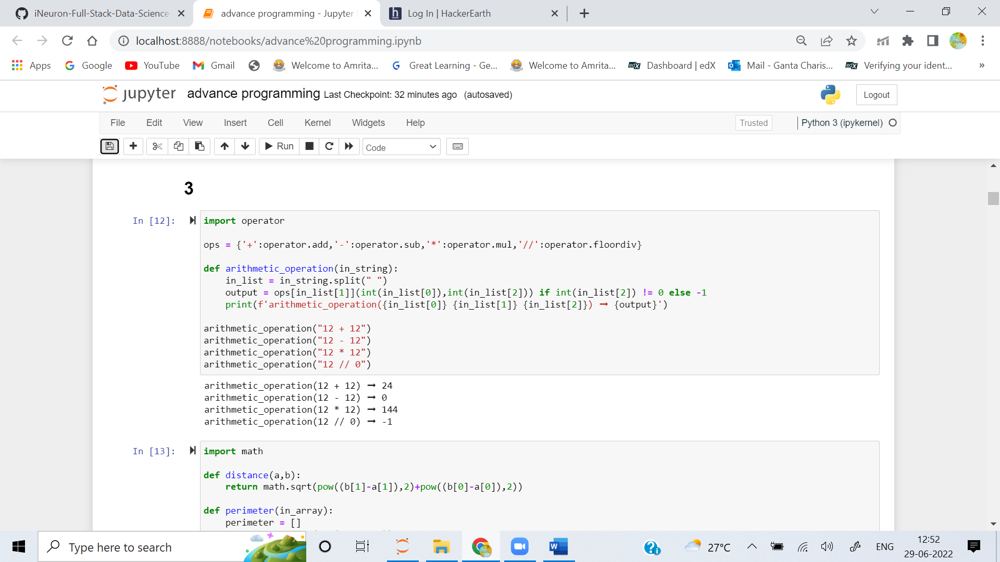 iNeuron-Full-Stack-Data-Science
advance programming - Jupyter
Log In | HackerEarth
localhost:8888/notebooks/advance%20programming.ipynb
Apps Google YouTube Gmail Welcome to Amrita... Great Learning - Ge... Welcome to Amrita... edX Dashboard | edX Mail - Ganta Charis... edX Verifying your ident... »
jupyter advance programming Last Checkpoint: 32 minutes ago (autosaved)
Logout
File Edit View Insert Cell Kernel Widgets Help
Trusted
Python 3 (ipykernel)
Run
Code
3
In [12]:
import operator
ops = {'+':operator.add,'-':operator.sub,'*':operator.mul,'//':operator.floordiv}
def arithmetic_operation(in_string):
    in_list = in_string.split(" ")
    output = ops[in_list[1]](int(in_list[0]),int(in_list[2])) if int(in_list[2]) != 0 else -1
    print(f'arithmetic_operation({in_list[0]} {in_list[1]} {in_list[2]}) ➞ {output}')
arithmetic_operation("12 + 12")
arithmetic_operation("12 - 12")
arithmetic_operation("12 * 12")
arithmetic_operation("12 // 0")
arithmetic_operation(12 + 12) ➞ 24
arithmetic_operation(12 - 12) ➞ 0
arithmetic_operation(12 * 12) ➞ 144
arithmetic_operation(12 // 0) ➞ -1
In [13]:
import math
def distance(a,b):
    return math.sqrt(pow((b[1]-a[1]),2)+pow((b[0]-a[0]),2))
def perimeter(in_array):
    perimeter = []
Type here to search
27°C
ENG
12:52
29-06-2022